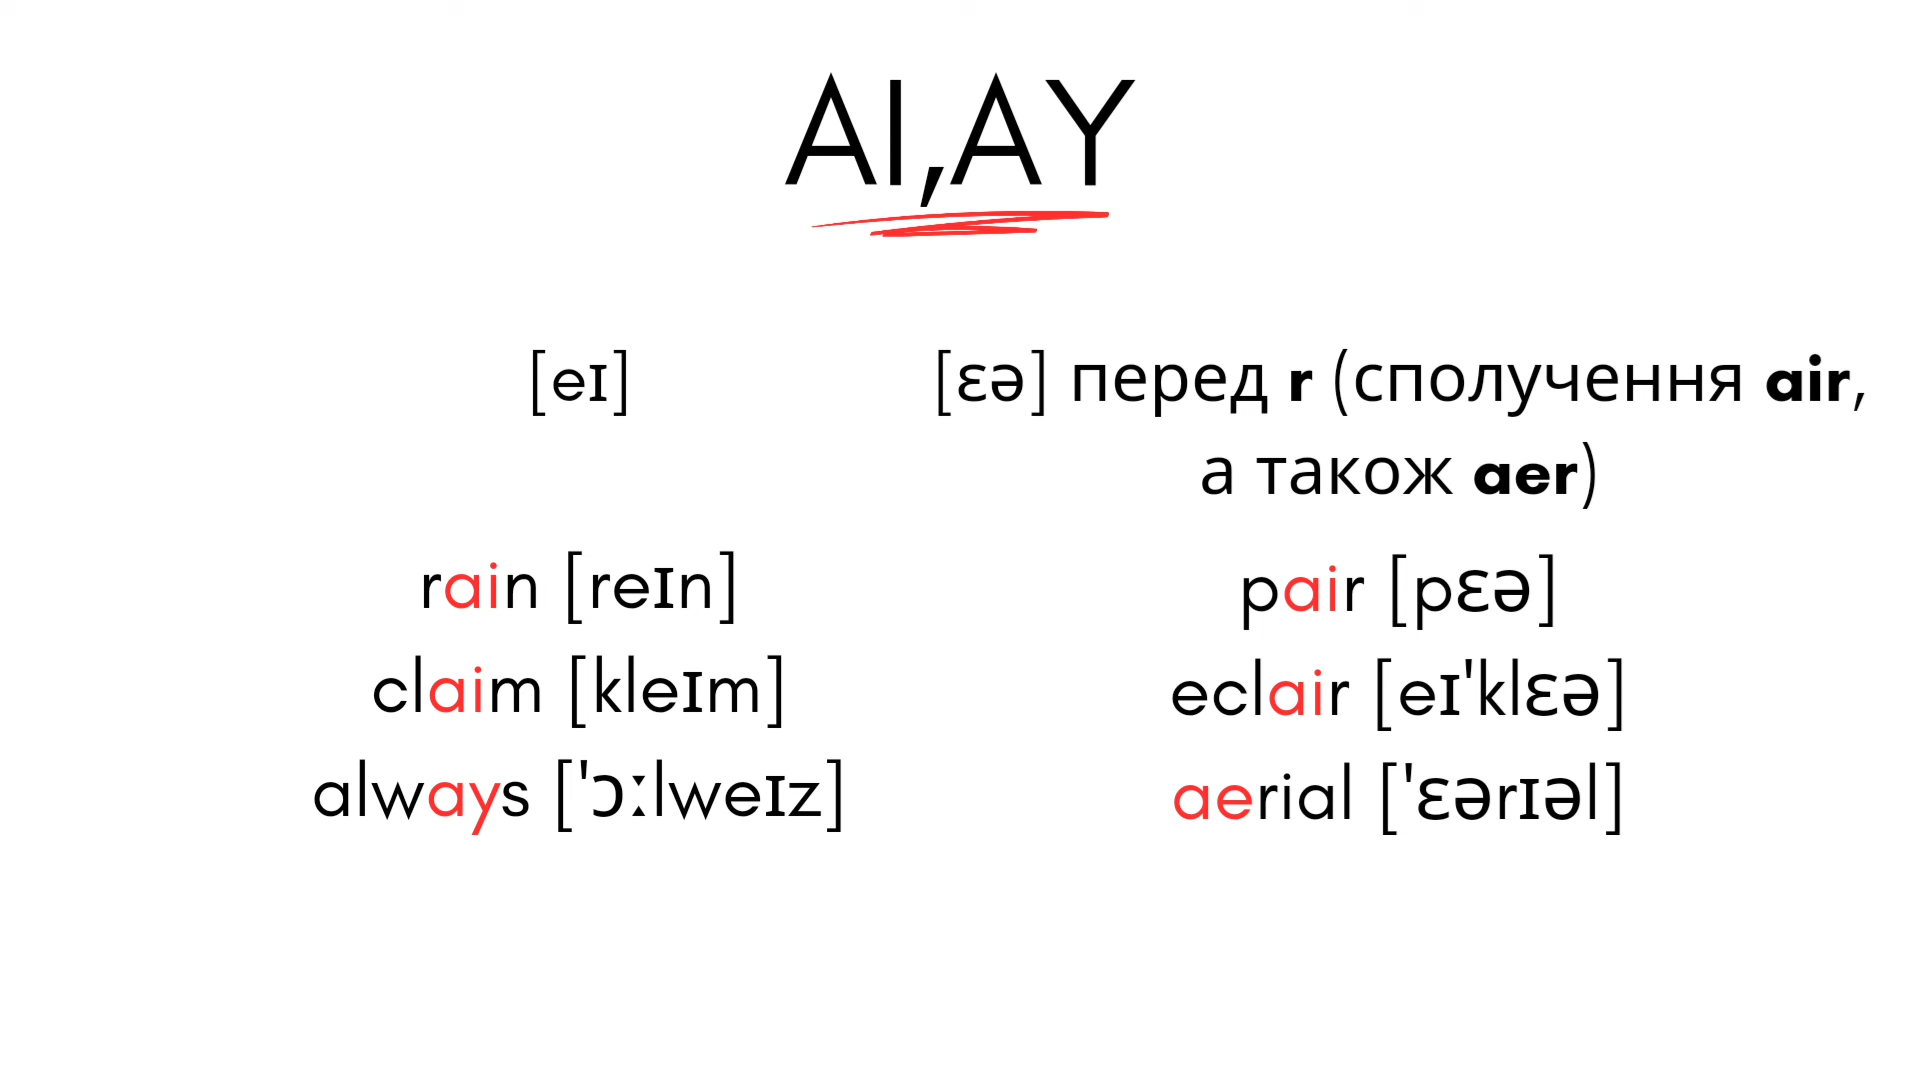 AI,AY
[eɪ]
[ɛə] перед r (сполучення air,
а також aer)
rain [reɪn]
claim [kleɪm]
always ['ɔːlweɪz]
pair [pɛə]
eclair [eɪ'klɛə]
aerial ['ɛərɪəl]